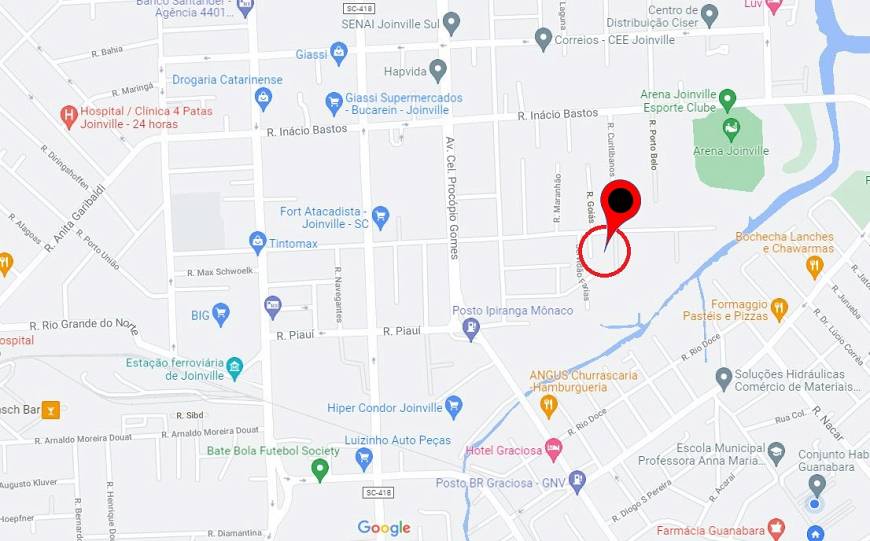 Banco Santander -
Agência 4401...
SC-418
SENAI Joinville Sul
Laguna
Centro de
Distribuição Ciser
Luv
R. Bahia
Giassi
Correios - CEE Joinville
R. Maringá
Drogaria Catarinense
Hapvida
Hospital / Clínica 4 Patas
Joinville - 24 horas
Giassi Supermercados
- Bucarein - Joinville
Arena Joinville
Esporte Clube
R. Inácio Bastos
R. Inácio Bastos
R. Diringshoffen
Av. Cel. Procópio Gomes
R. Curitibanos
R. Porto Belo
Arena Joinville
R. Anita Garibaldi
R. Maranhão
R. Goiás
R. Alagoas
R. Porto União
Fort Atacadista -
Joinville - SC
Tintomax
Bochecha Lanches
e Chawarmas
R. Max Schwoelk
R. Navegantes
Servidão Farias
BIG
Posto Ipiranga Mônaco
Formaggio
Pastéis e Pizzas
R. Jurueba
R. Rio Grande do Norte
R. Piauí
R. Piauí
R. Dr. Lúcio Corrêa
R. Rio Doce
Hospital
Estação ferroviária
de Joinville
ANGUS Churrascaria
-Hamburgueria
Soluções Hidráulicas
Comércio de Materiais...
asch Bar
R. Sibd
Hiper Condor Joinville
R. Rio Doce
Rua Col.
R. Nacar
R. Arnaldo Moreira Douat
R. Arnaldo Moreira Douat
Luizinho Auto Peças
Bate Bola Futebol Society
Hotel Graciosa
Escola Municipal
Professora Anna Maria...
Conjunto Hab
Guanabara
Augusto Kluver
SC-418
Posto BR Graciosa - GNV
R. Acaraí
R. Diogo S Pereira
Hoepfner
R. Bernardo
R. Henrique Dor
R. Diamantina
Google
Farmácia Guanabara